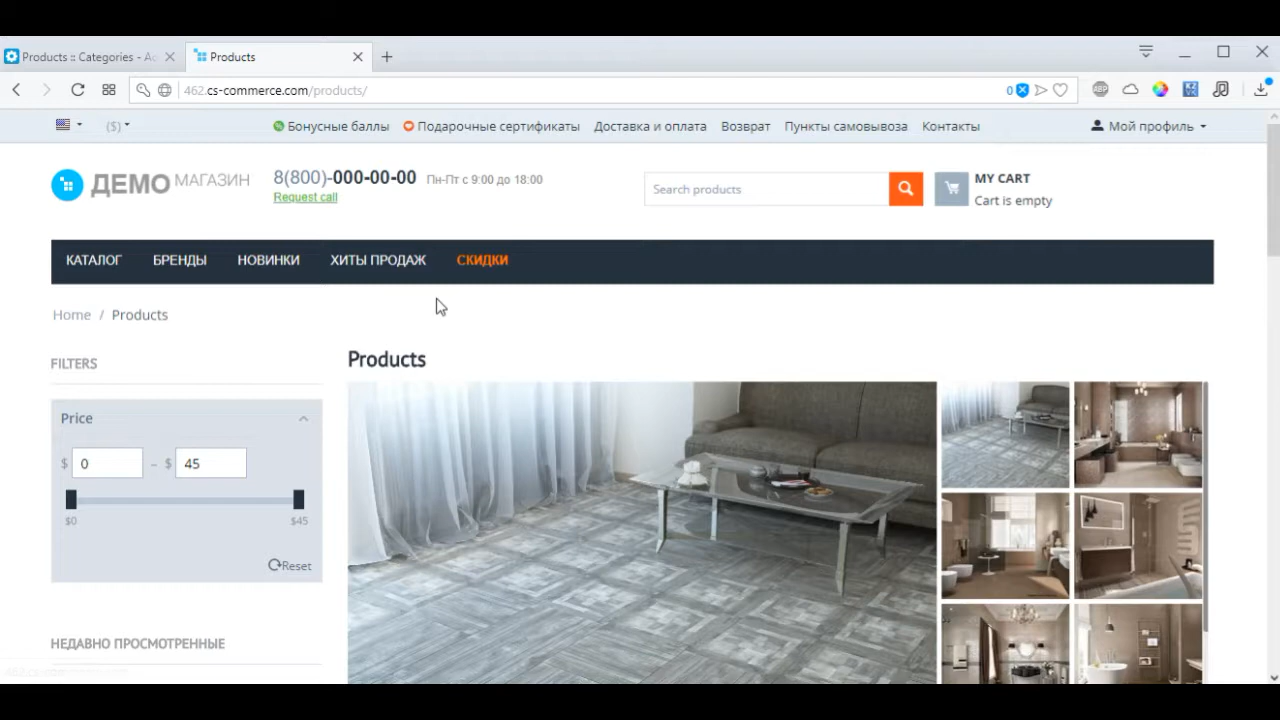 Products :: Categories - Ad
Products
462.cs-commerce.com/products/
0
ABP
($)
Бонусные баллы
Подарочные сертификаты
Доставка и оплата
Возврат
Пункты самовывоза
Контакты
Мой профиль
ДЕМО МАГАЗИН
8(800)-000-00-00 Пн-Пт с 9:00 до 18:00
Request call
Search products
MY CART
Cart is empty
КАТАЛОГ БРЕНДЫ НОВИНКИ ХИТЫ ПРОДАЖ СКИДКИ
Home / Products
FILTERS
Products
Price
$ 0 – $ 45
$0 $45
Reset
НЕДАВНО ПРОСМОТРЕННЫЕ